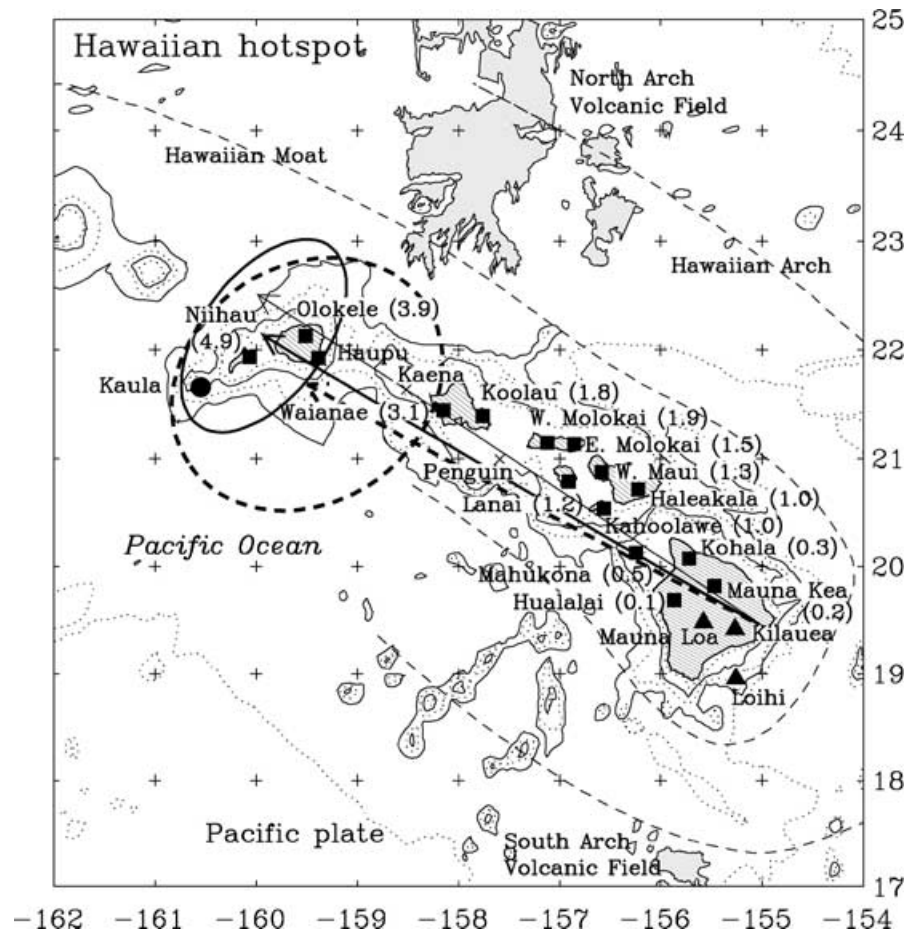 25
Hawaiian hotspot
North Arch
Volcanic Field
24
Hawaiian Moat
23
Hawaiian Arch
Niihau
(4.9)
Olokele (3.9)
22
Haupu
Kaula
Kaena
Koolau (1.8)
Waianae (3.1)
W. Molokai (1.9)
E. Molokai (1.5)
21
Penguin
W. Maui (1.3)
Lanai (1.2)
Haleakala (1.0)
Kahoolawe (1.0)
Pacific Ocean
Kohala (0.3)
20
Mahukona (0.5)
Mauna Kea
(0.2)
Hualalai (0.1)
Mauna Loa
Kilauea
19
Loihi
18
Pacific plate
South Arch
Volcanic Field
17
−162 −161 −160 −159 −158 −157 −156 −155 −154